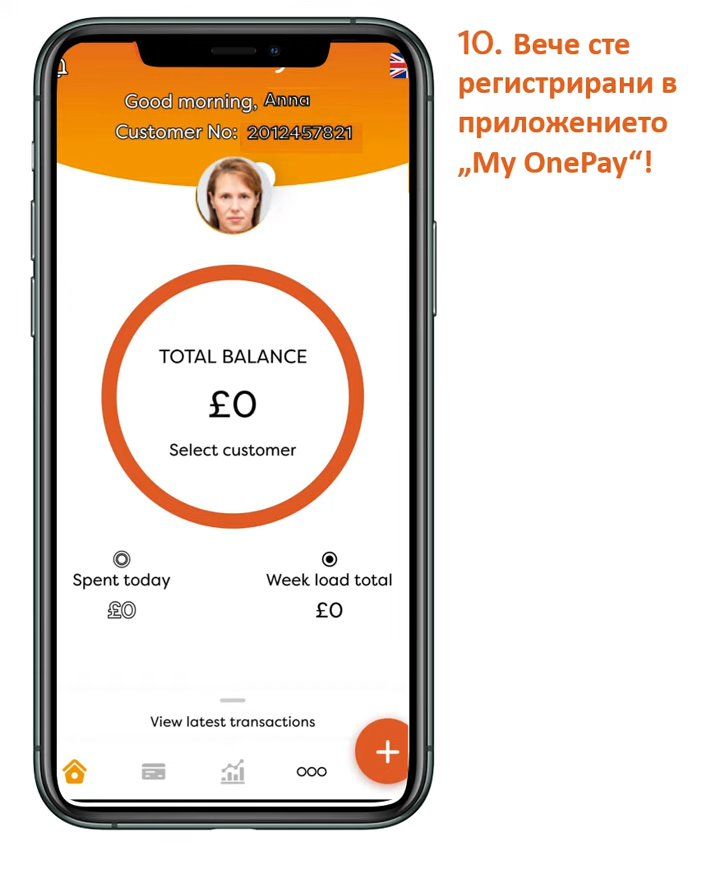 10. Вече сте
регистрирани в
приложението
„My OnePay“!
Good morning, Anna
Customer No: 2012457821
TOTAL BALANCE
£0
Select customer
Spent today
£0
Week load total
£0
View latest transactions